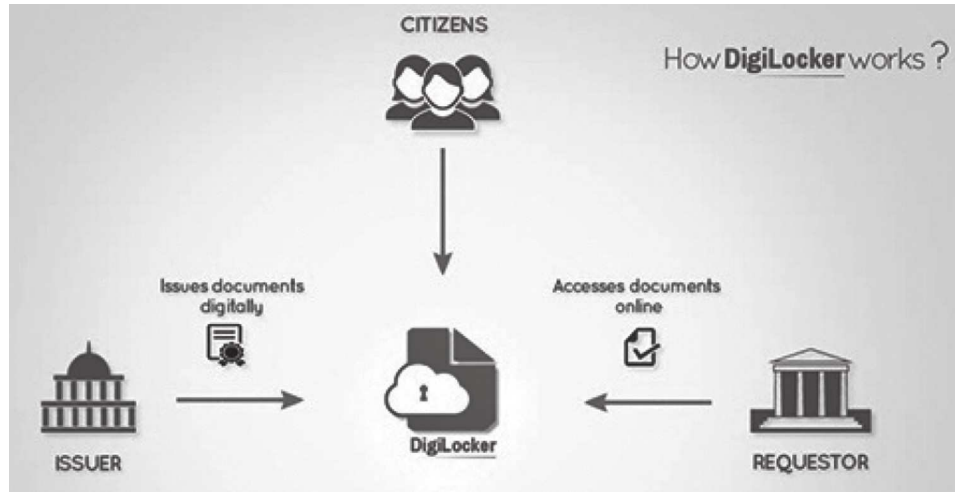 CITIZENS
How DigiLocker works ?
Issues documents
digitally
Accesses documents
online
DigiLocker
ISSUER
REQUESTOR